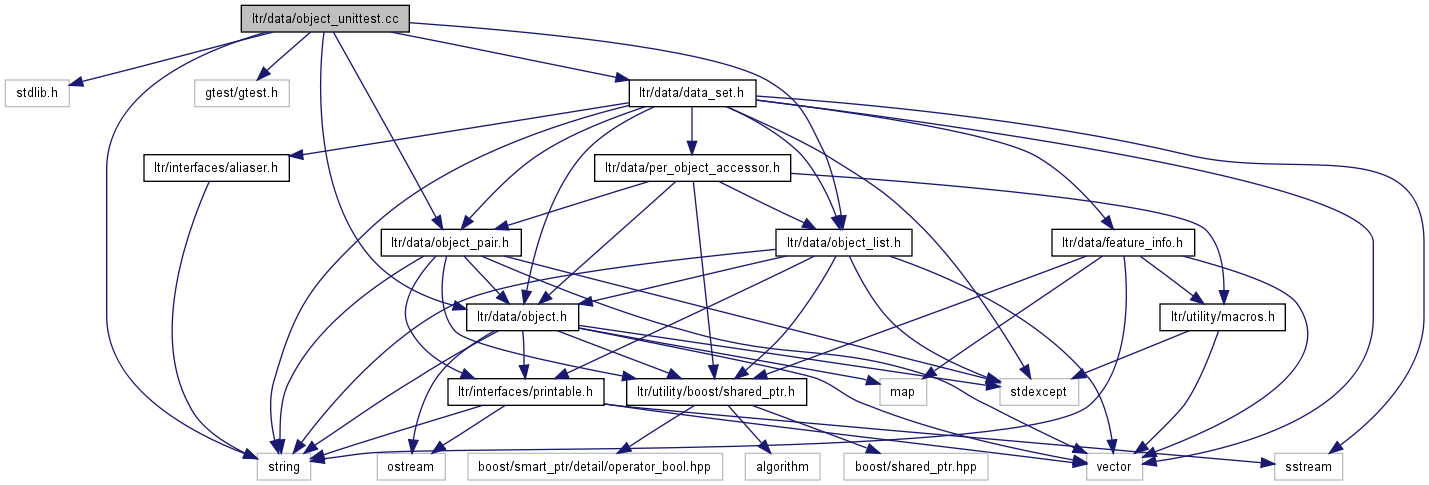 ltr/data/object_unittest.cc
stdlib.h
gtest/gtest.h
ltr/data/data_set.h
ltr/interfaces/aliaser.h
ltr/data/per_object_accessor.h
ltr/data/object_pair.h
ltr/data/object_list.h
ltr/data/feature_info.h
ltr/data/object.h
ltr/utility/macros.h
ltr/interfaces/printable.h
ltr/utility/boost/shared_ptr.h
map
stdexcept
string
ostream
boost/smart_ptr/detail/operator_bool.hpp
algorithm
boost/shared_ptr.hpp
vector
sstream